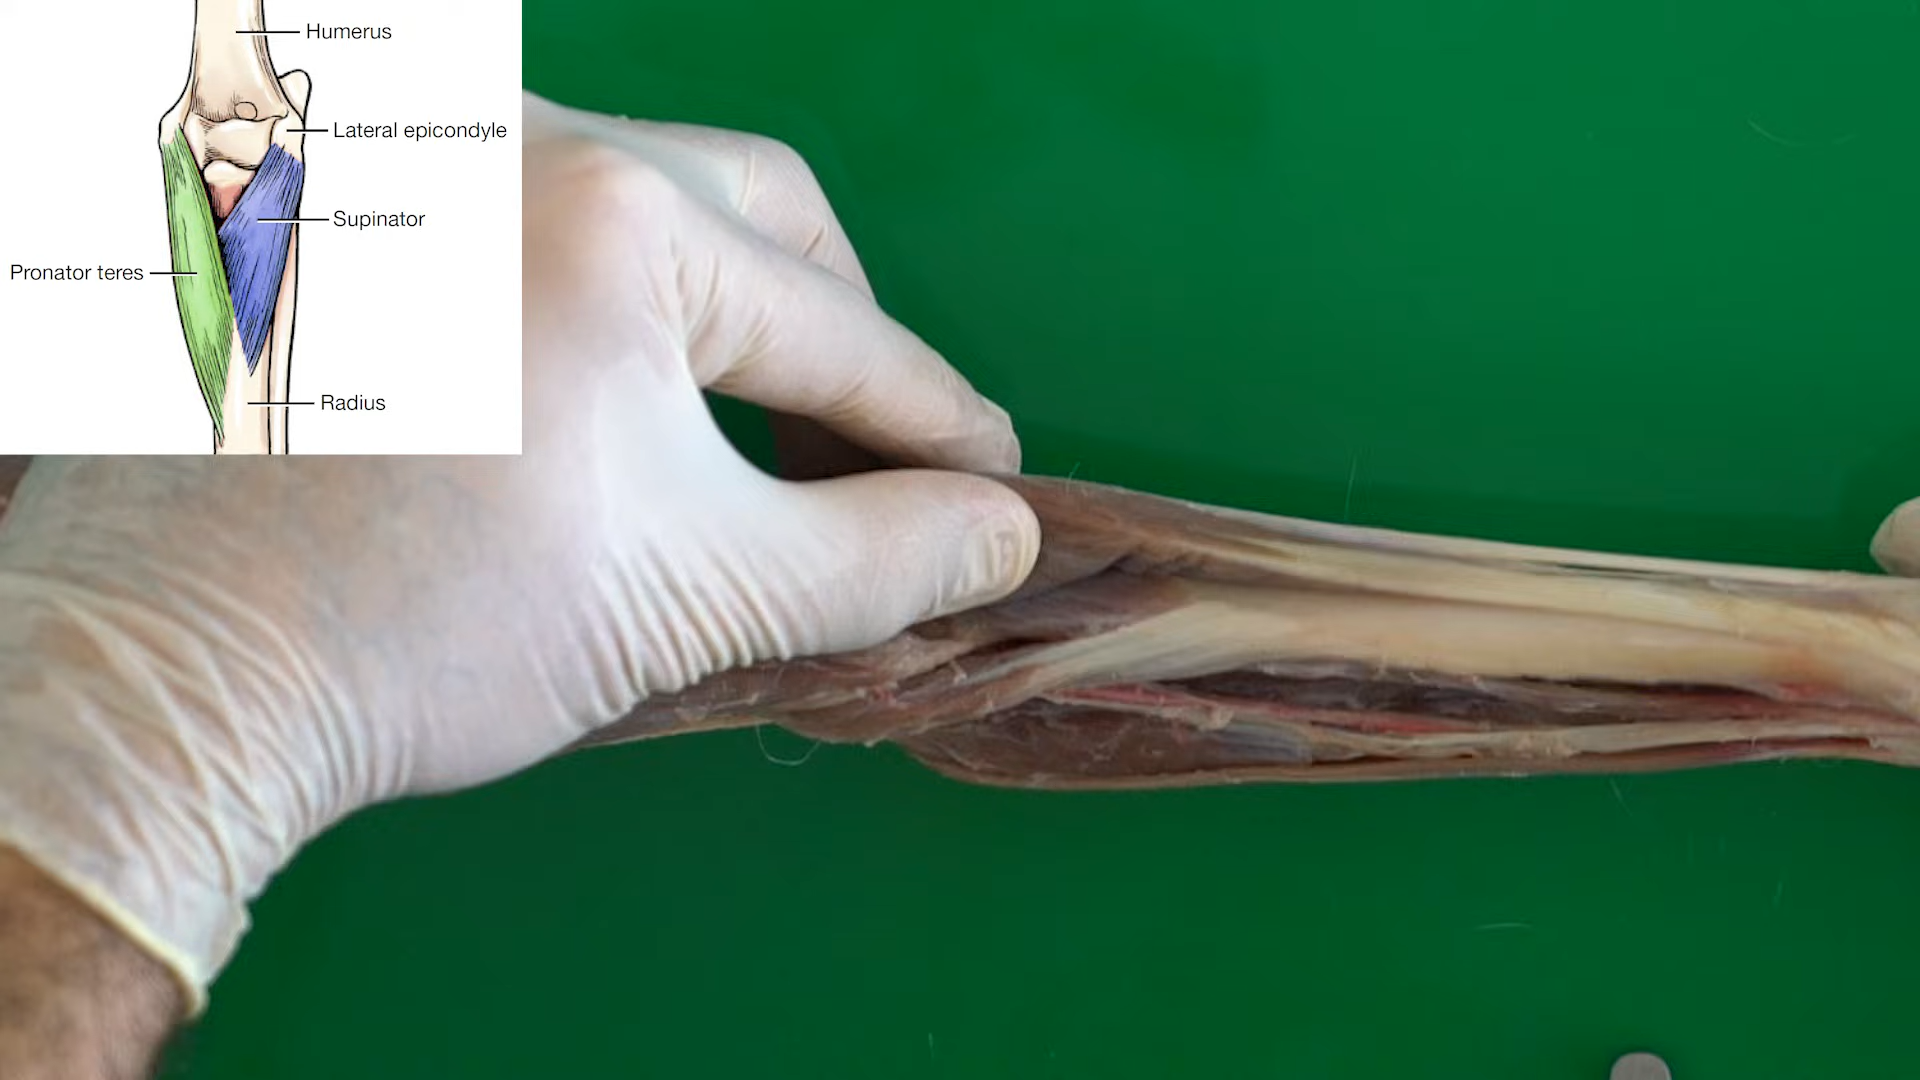 Humerus
Lateral epicondyle
Supinator
Pronator teres
Radius